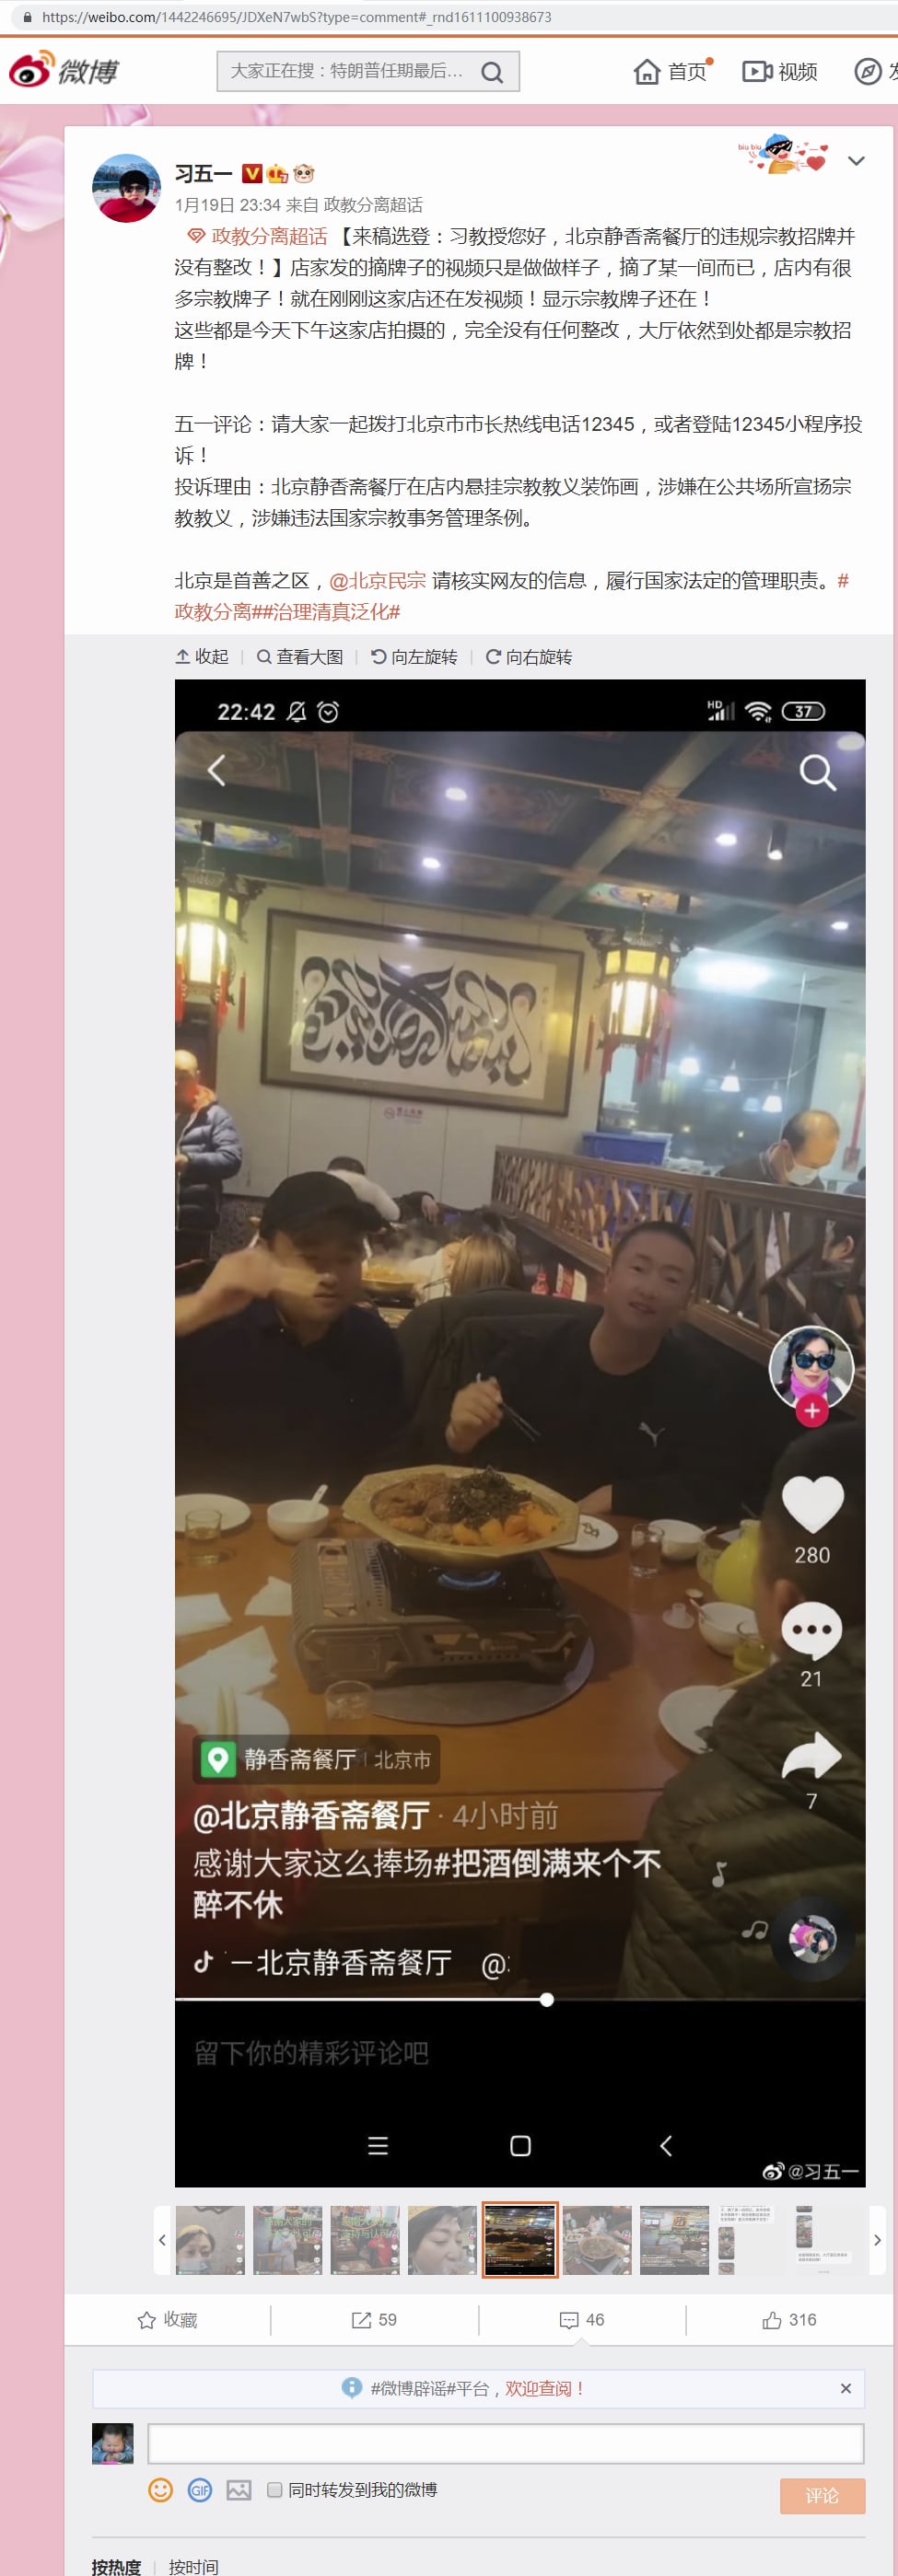 https://weibo.com/1442246695/JDXeN7wbS?type=comment#_rnd1611100938673
微博
大家正在搜：特朗普任期最后...
首页
视频
biu biu
习五一
1月19日 23:34 来自 政教分离超话
政教分离超话 【来稿选登：习教授您好，北京静香斋餐厅的违规宗教招牌并
没有整改！】店家发的摘牌子的视频只是做做样子，摘了某一间而已，店内有很
多宗教牌子！就在刚刚这家店还在发视频！显示宗教牌子还在！
这些都是今天下午这家店拍摄的，完全没有任何整改，大厅依然到处都是宗教招
牌！
五一评论：请大家一起拨打北京市市长热线电话12345，或者登陆12345小程序投
诉！
投诉理由：北京静香斋餐厅在店内悬挂宗教教义装饰画，涉嫌在公共场所宣扬宗
教教义，涉嫌违法国家宗教事务管理条例。
北京是首善之区，@北京民宗 请核实网友的信息，履行国家法定的管理职责。#
政教分离##治理清真泛化#
收起
查看大图
向左旋转
向右旋转
22:42
HD
37
280
21
7
静香斋餐厅 | 北京市
@北京静香斋餐厅 · 4小时前
感谢大家这么捧场#把酒倒满来个不
醉不休
一北京静香斋餐厅 @
留下你的精彩评论吧
@习五一
收藏
59
46
316
#微博辟谣#平台，欢迎查阅！
GIF
同时转发到我的微博
评论
按热度 | 按时间